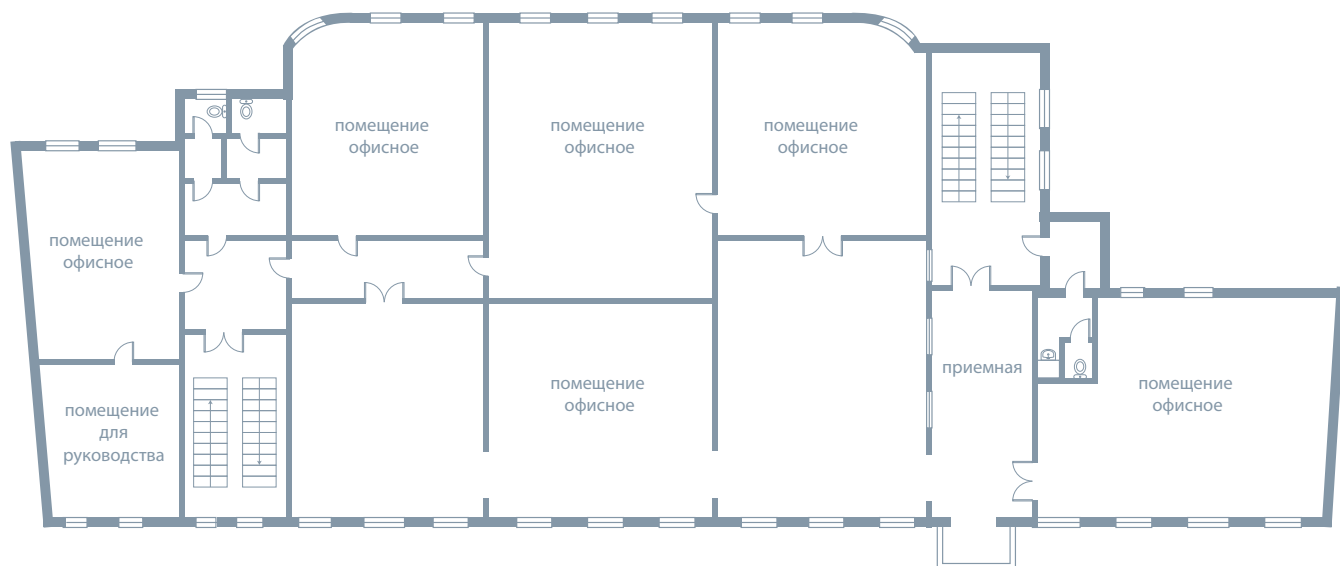 помещение
офисное
помещение
офисное
помещение
офисное
помещение
офисное
помещение
для
руководства
помещение
офисное
приемная
помещение
офисное